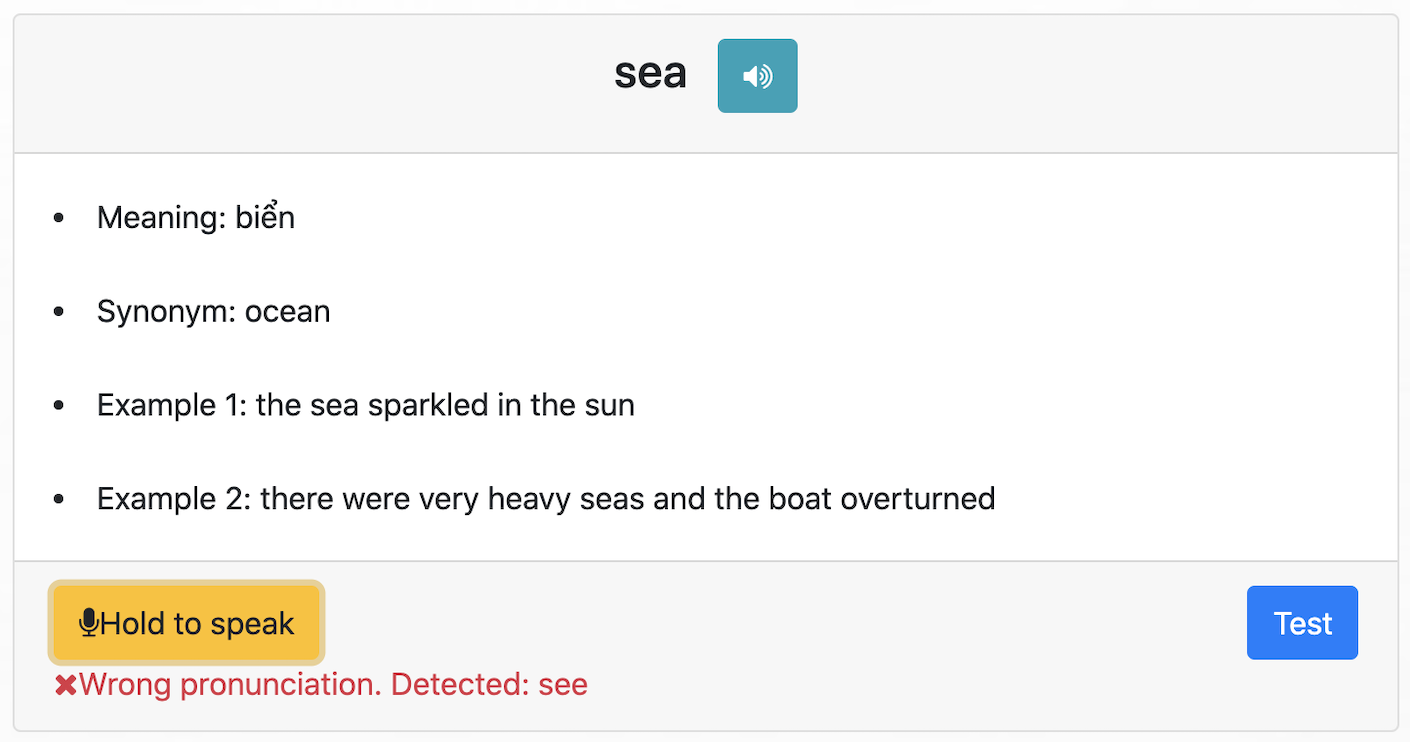 sea
Meaning: biển
Synonym: ocean
Example 1: the sea sparkled in the sun
Example 2: there were very heavy seas and the boat overturned
Hold to speak
Test
Wrong pronunciation. Detected: see